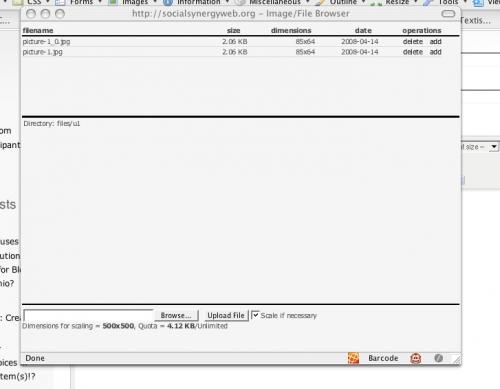 CSS Forms Images Information Miscellaneous Outline Resize Tools
http://socialsynergyweb.org – Image/File Browser
Textis...
filename size dimensions date operations
picture-1_0.jpg 2.06 KB 85x64 2008-04-14 delete add
picture-1.jpg 2.06 KB 85x64 2008-04-14 delete add
Directory: files/u1
om
ipant
size --
sts
uses
ution
for Bl
nio?
: Crea
oices
tem(s)!?
Browse... Upload File Scale if necessary
Dimensions for scaling = 500x500, Quota = 4.12 KB/Unlimited
Done Barcode